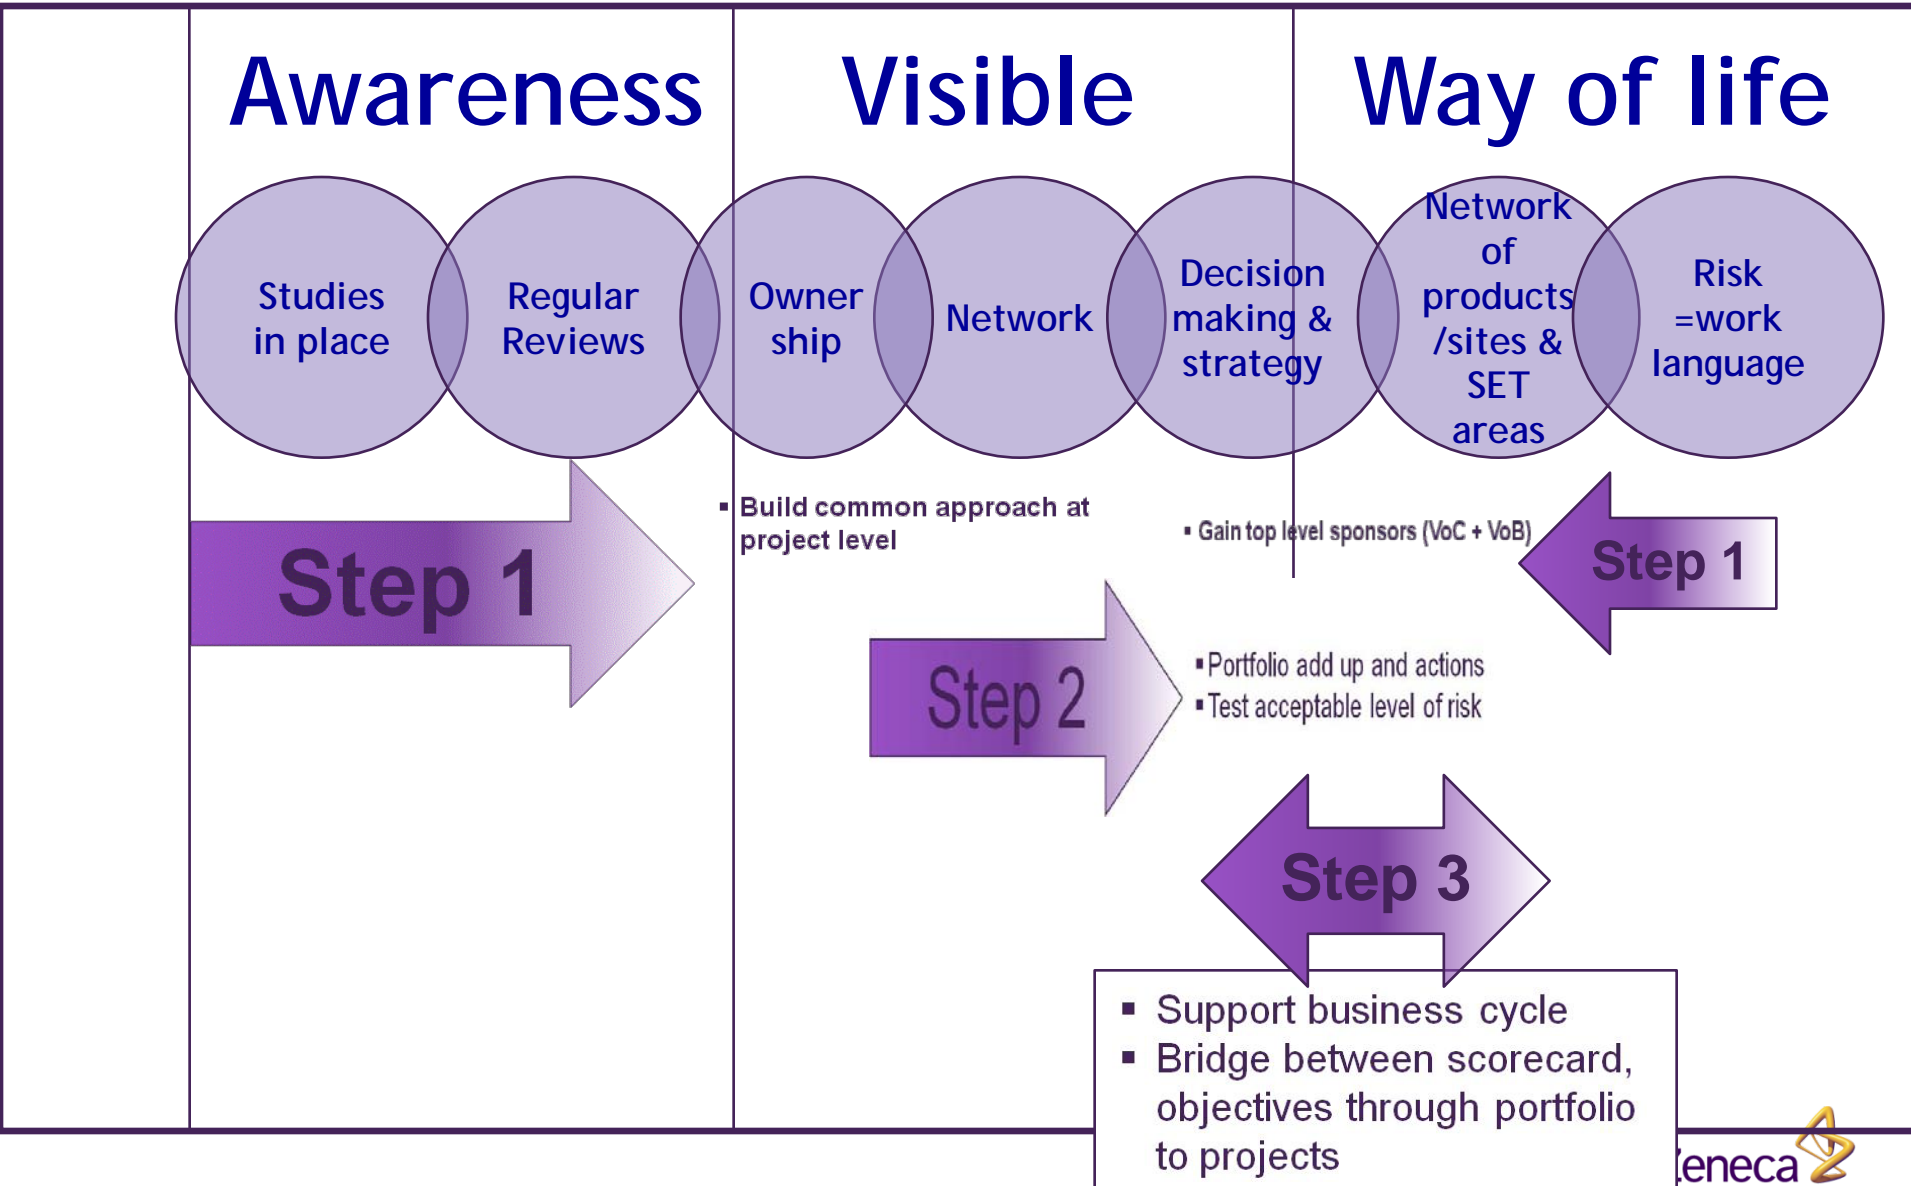 Awareness
Visible
Way of life
Studies
in place
Regular
Reviews
Owner
ship
Network
Decision
making &
strategy
Network
of
products
/sites &
SET
areas
Risk
=work
language
Step 1
▪ Build common approach at
project level
▪ Gain top level sponsors (VoC + VoB)
Step 1
Step 2
▪ Portfolio add up and actions
▪ Test acceptable level of risk
Step 3
▪ Support business cycle
▪ Bridge between scorecard,
objectives through portfolio
to projects
eneca